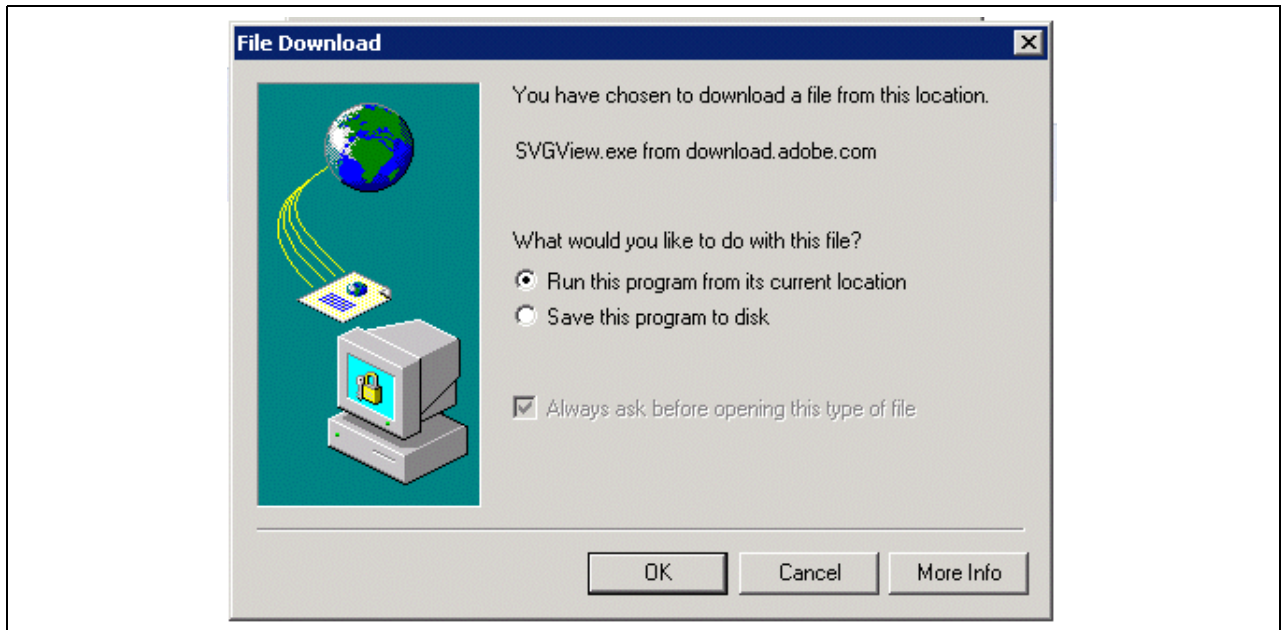 File Download
You have chosen to download a file from this location.
SVGView.exe from download.adobe.com
What would you like to do with this file?
Run this program from its current location
Save this program to disk
Always ask before opening this type of file
OK Cancel More Info